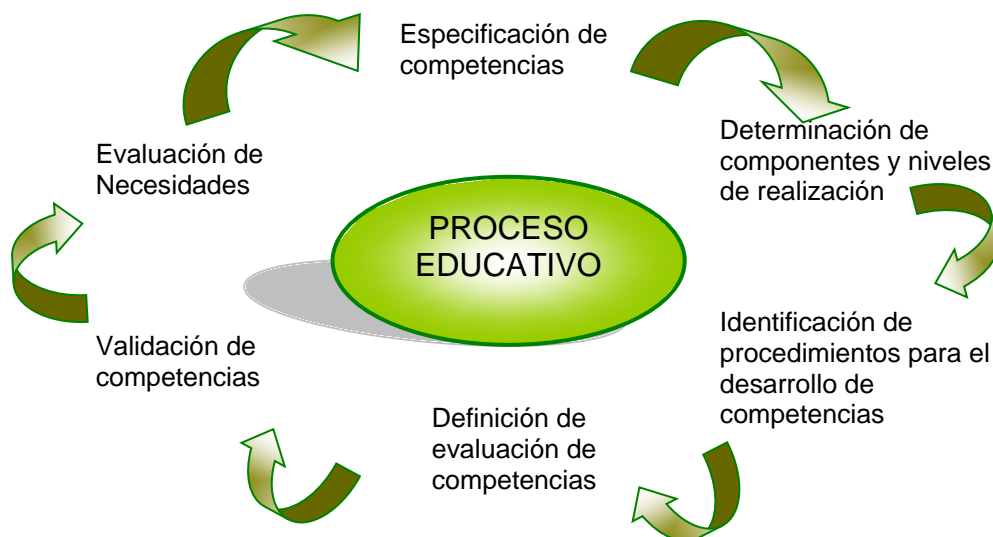 Especificación de
competencias
Determinación de
componentes y niveles
de realización
Identificación de
procedimientos para el
desarrollo de
competencias
Definición de
evaluación de
competencias
Validación de
competencias
Evaluación de
Necesidades
PROCESO
EDUCATIVO